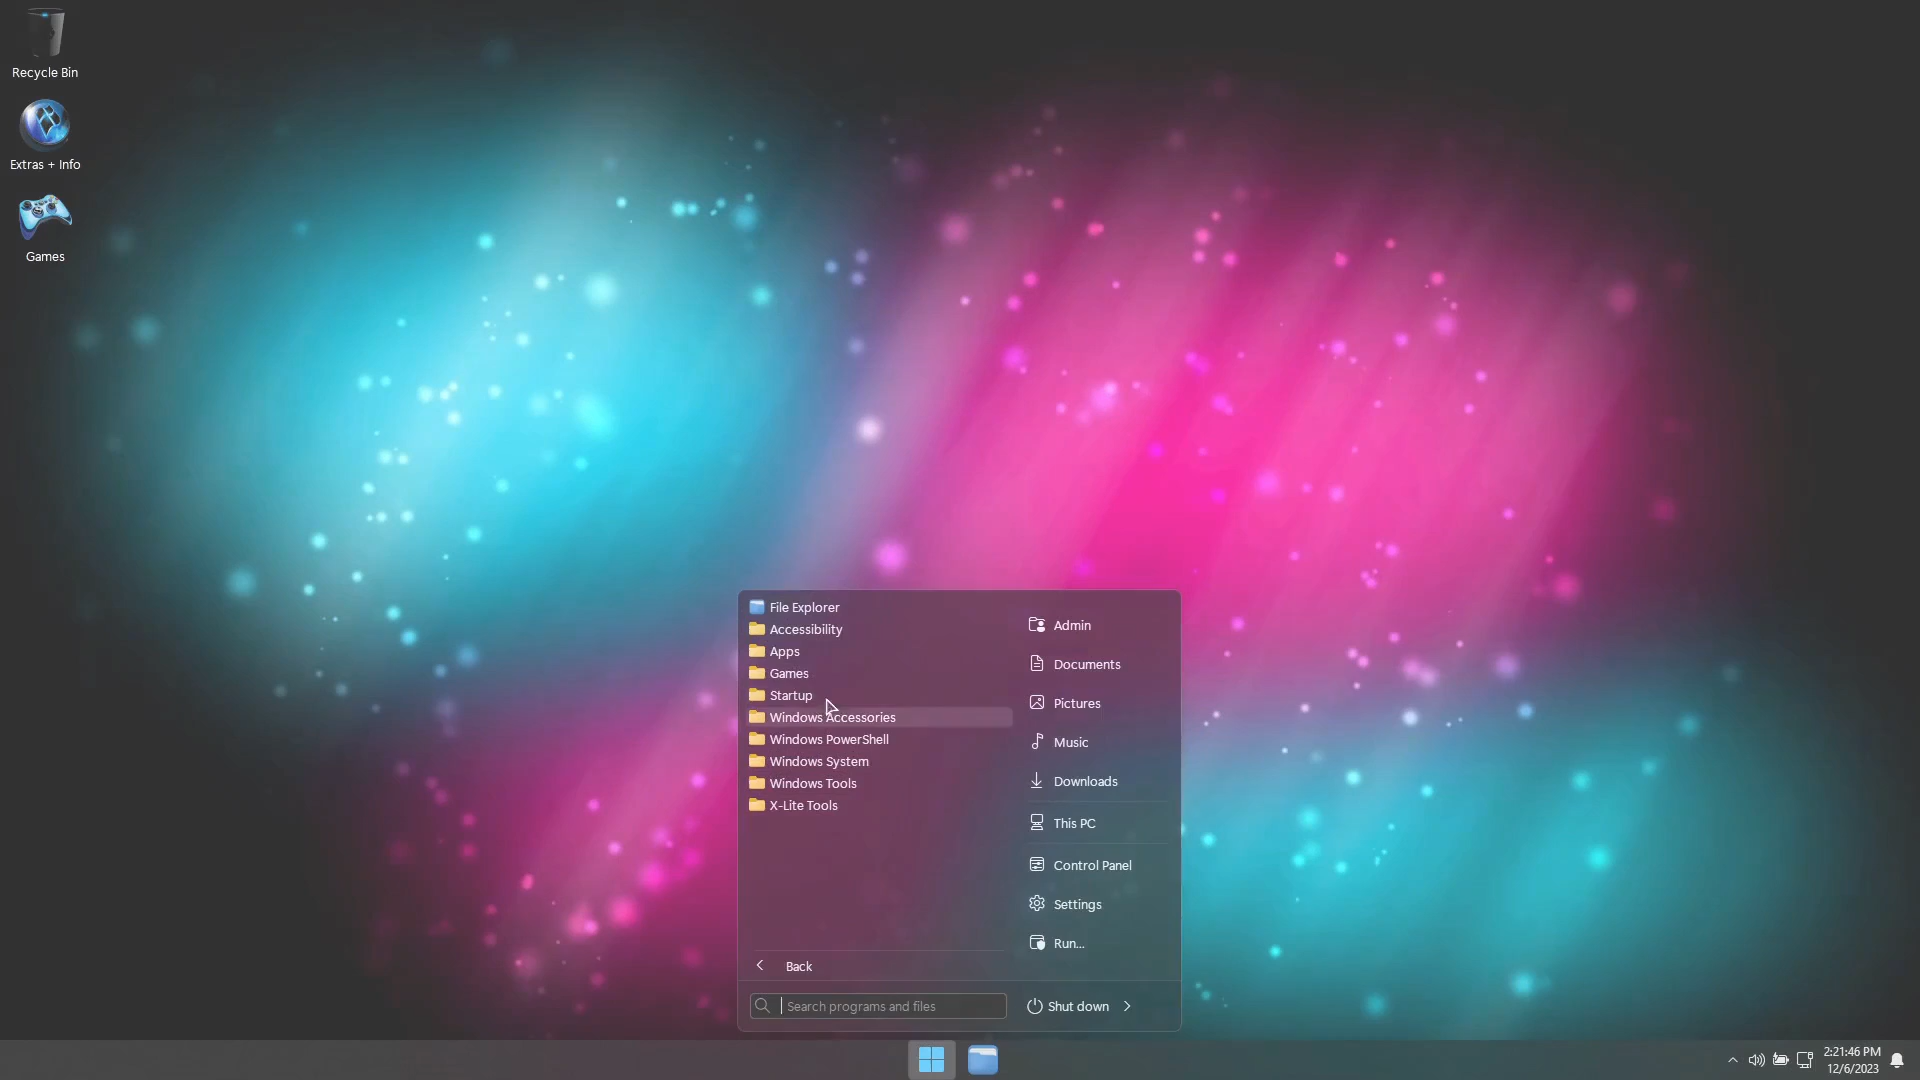 Recycle Bin
Extras + Info
Games
File Explorer
Accessibility
Apps
Games
Startup
Windows Accessories
Windows PowerShell
Windows System
Windows Tools
X-Lite Tools
Back
Search programs and files
Admin
Documents
Pictures
Music
Downloads
This PC
Control Panel
Settings
Run...
Shut down
2:21:46 PM
12/6/2023